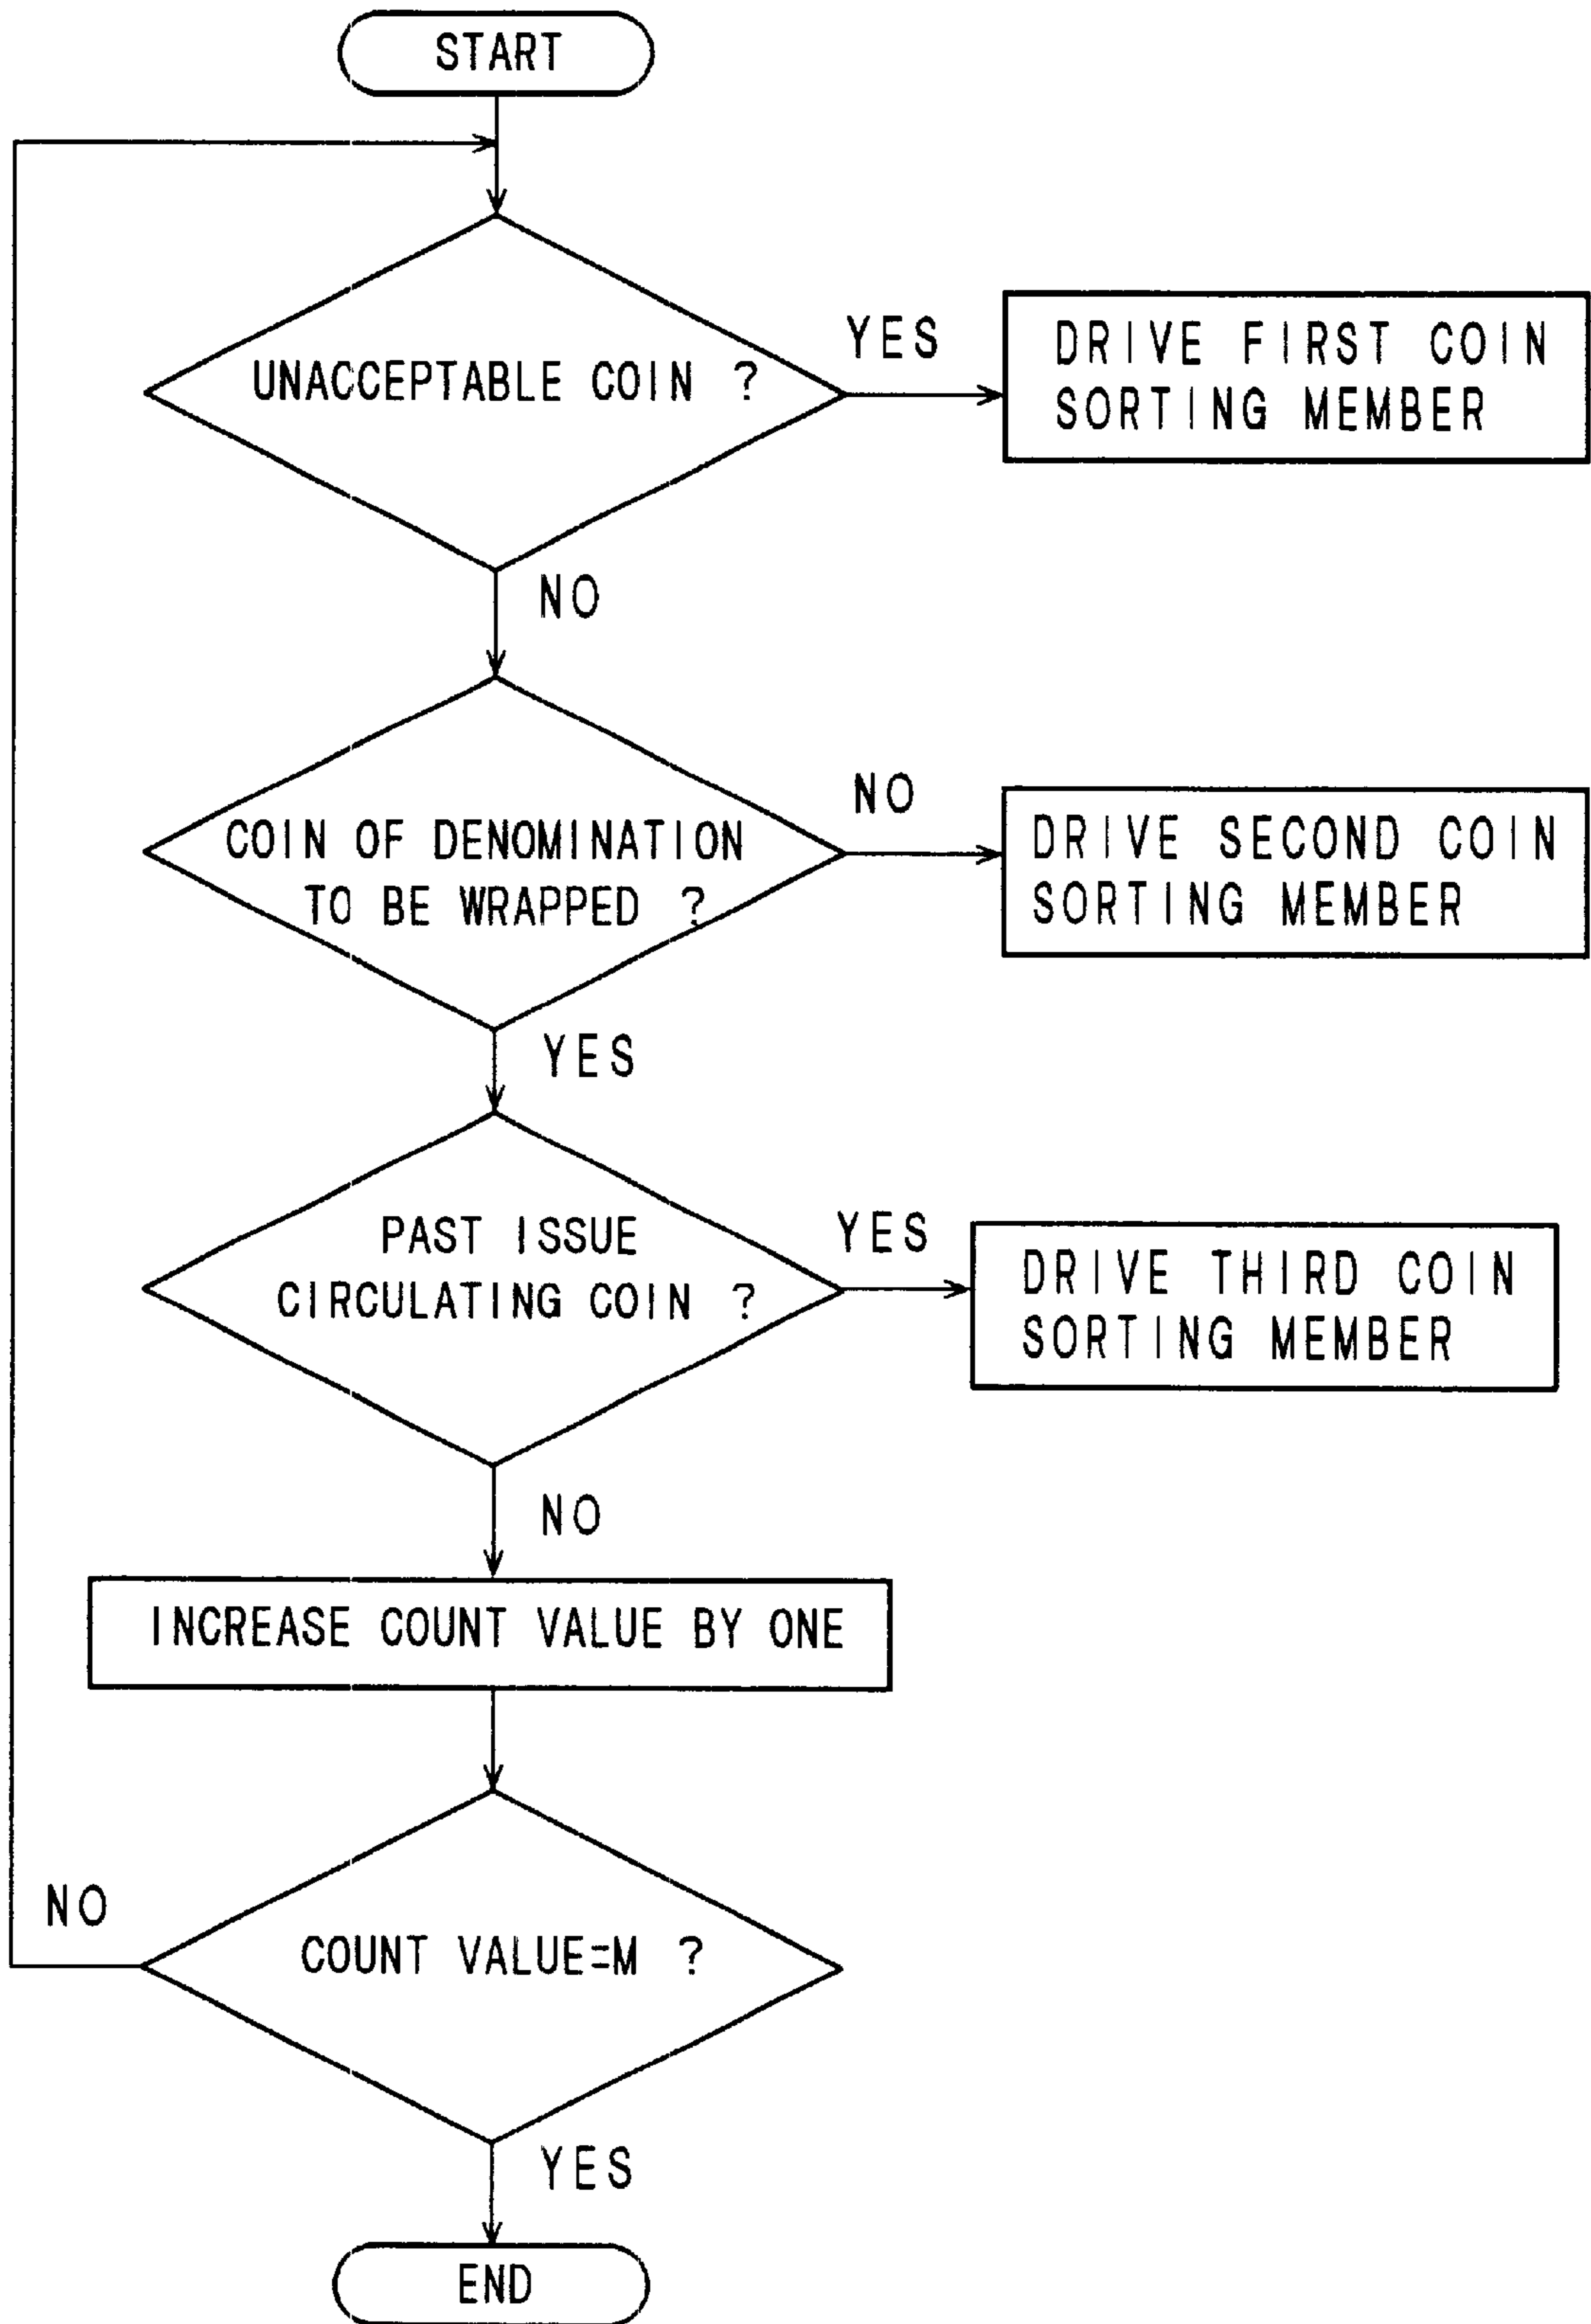 START
UNACCEPTABLE COIN ?
YES
DRIVE FIRST COIN
SORTING MEMBER
NO
COIN OF DENOMINATION
TO BE WRAPPED ?
NO
DRIVE SECOND COIN
SORTING MEMBER
YES
PAST ISSUE
CIRCULATING COIN ?
YES
DRIVE THIRD COIN
SORTING MEMBER
NO
INCREASE COUNT VALUE BY ONE
NO
COUNT VALUE=M ?
YES
END